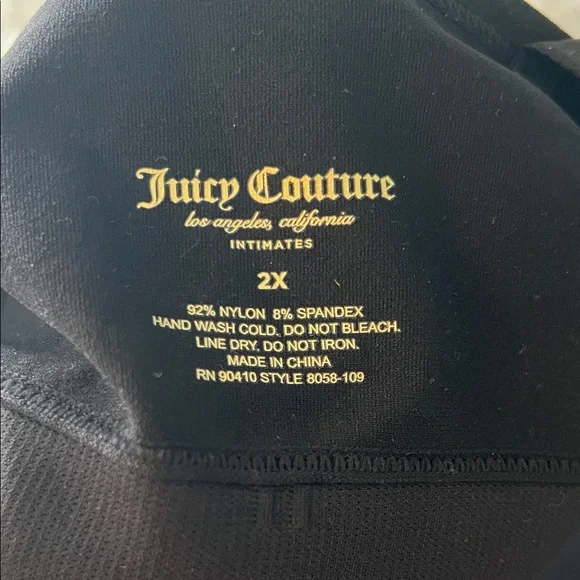 Juicy Couture
los angeles, california
INTIMATES
2X
92% NYLON 8% SPANDEX
HAND WASH COLD. DO NOT BLEACH.
LINE DRY. DO NOT IRON.
MADE IN CHINA
RN 90410 STYLE 8058-109